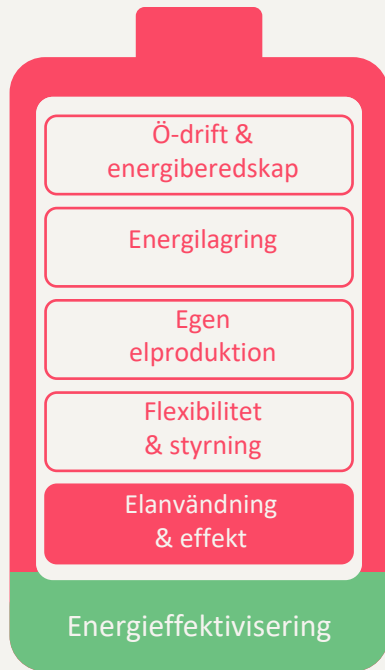 Ö-drift &
energiberedskap
Energilagring
Egen
elproduktion
Flexibilitet
& styrning
Elanvändning
& effekt
Energieffektivisering